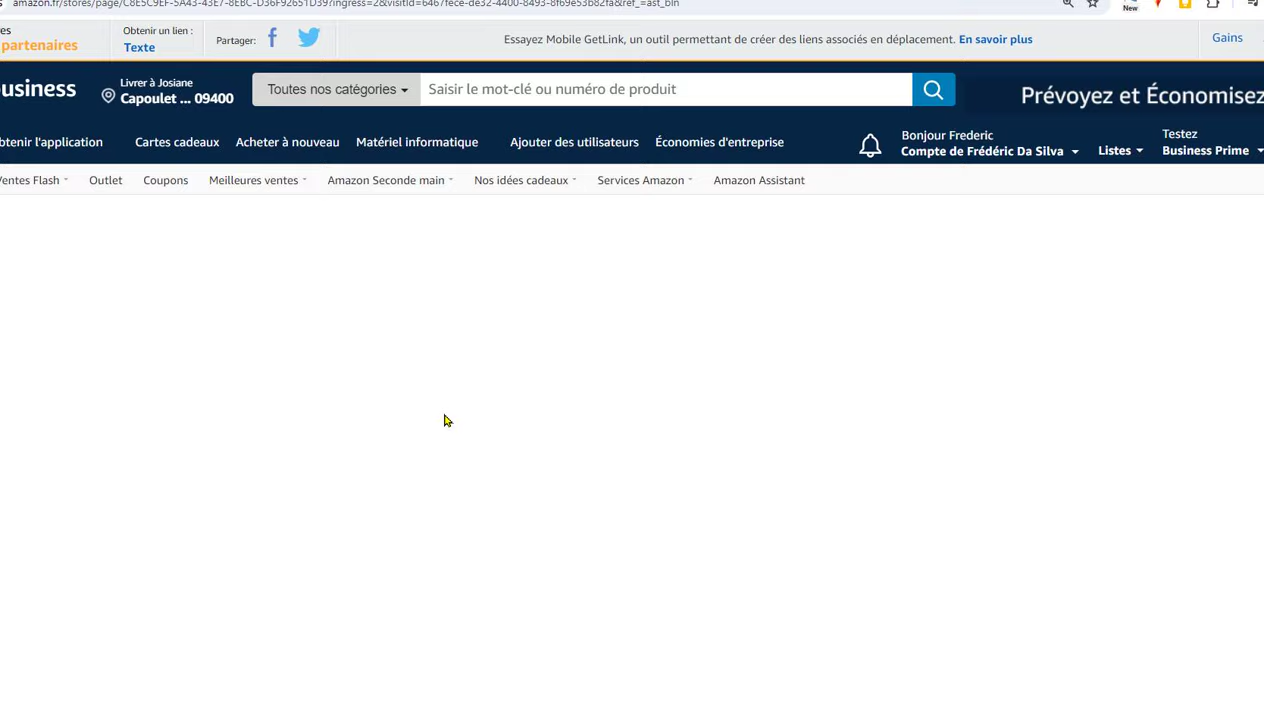 amazon.fr/stores/page/C8E5C9EF-5A43-43E7-8EBC-D36F92651D39?ingress=2&visitId=6467fece-de32-4400-8493-8f69e53b82fa&ref_=ast_bln
New
res
partenaires
Obtenir un lien :
Texte
Partager:
Essayez Mobile GetLink, un outil permettant de créer des liens associés en déplacement. En savoir plus
Gains
usiness
Livrer à Josiane
Capoulet ... 09400
Toutes nos catégories
Saisir le mot-clé ou numéro de produit
Prévoyez et Économisez
btenir l'application
Cartes cadeaux
Acheter à nouveau
Matériel informatique
Ajouter des utilisateurs
Économies d'entreprise
Bonjour Frederic
Compte de Frédéric Da Silva
Listes
Testez
Business Prime
Ventes Flash
Outlet
Coupons
Meilleures ventes
Amazon Seconde main
Nos idées cadeaux
Services Amazon
Amazon Assistant